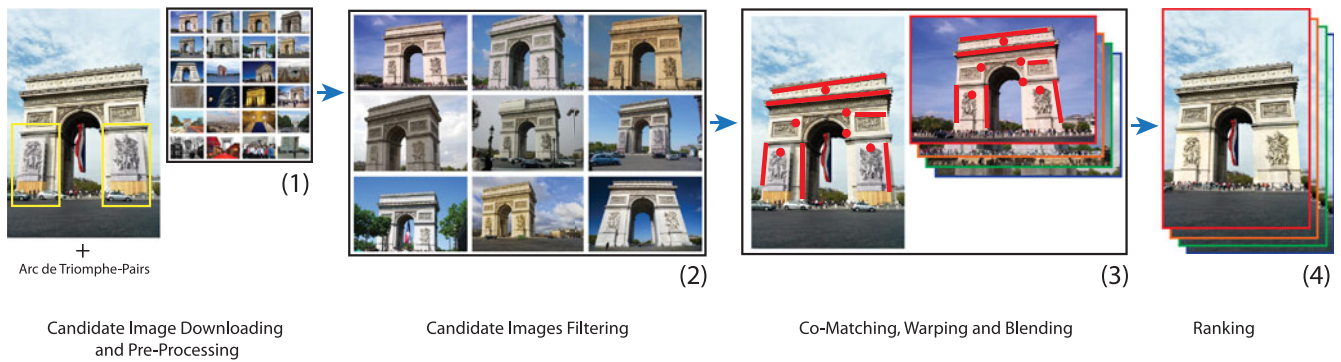 (1)
+
Arc de Triomphe-Pairs
(2)
(3)
(4)
Candidate Image Downloading
and Pre-Processing
Candidate Images Filtering
Co-Matching, Warping and Blending
Ranking